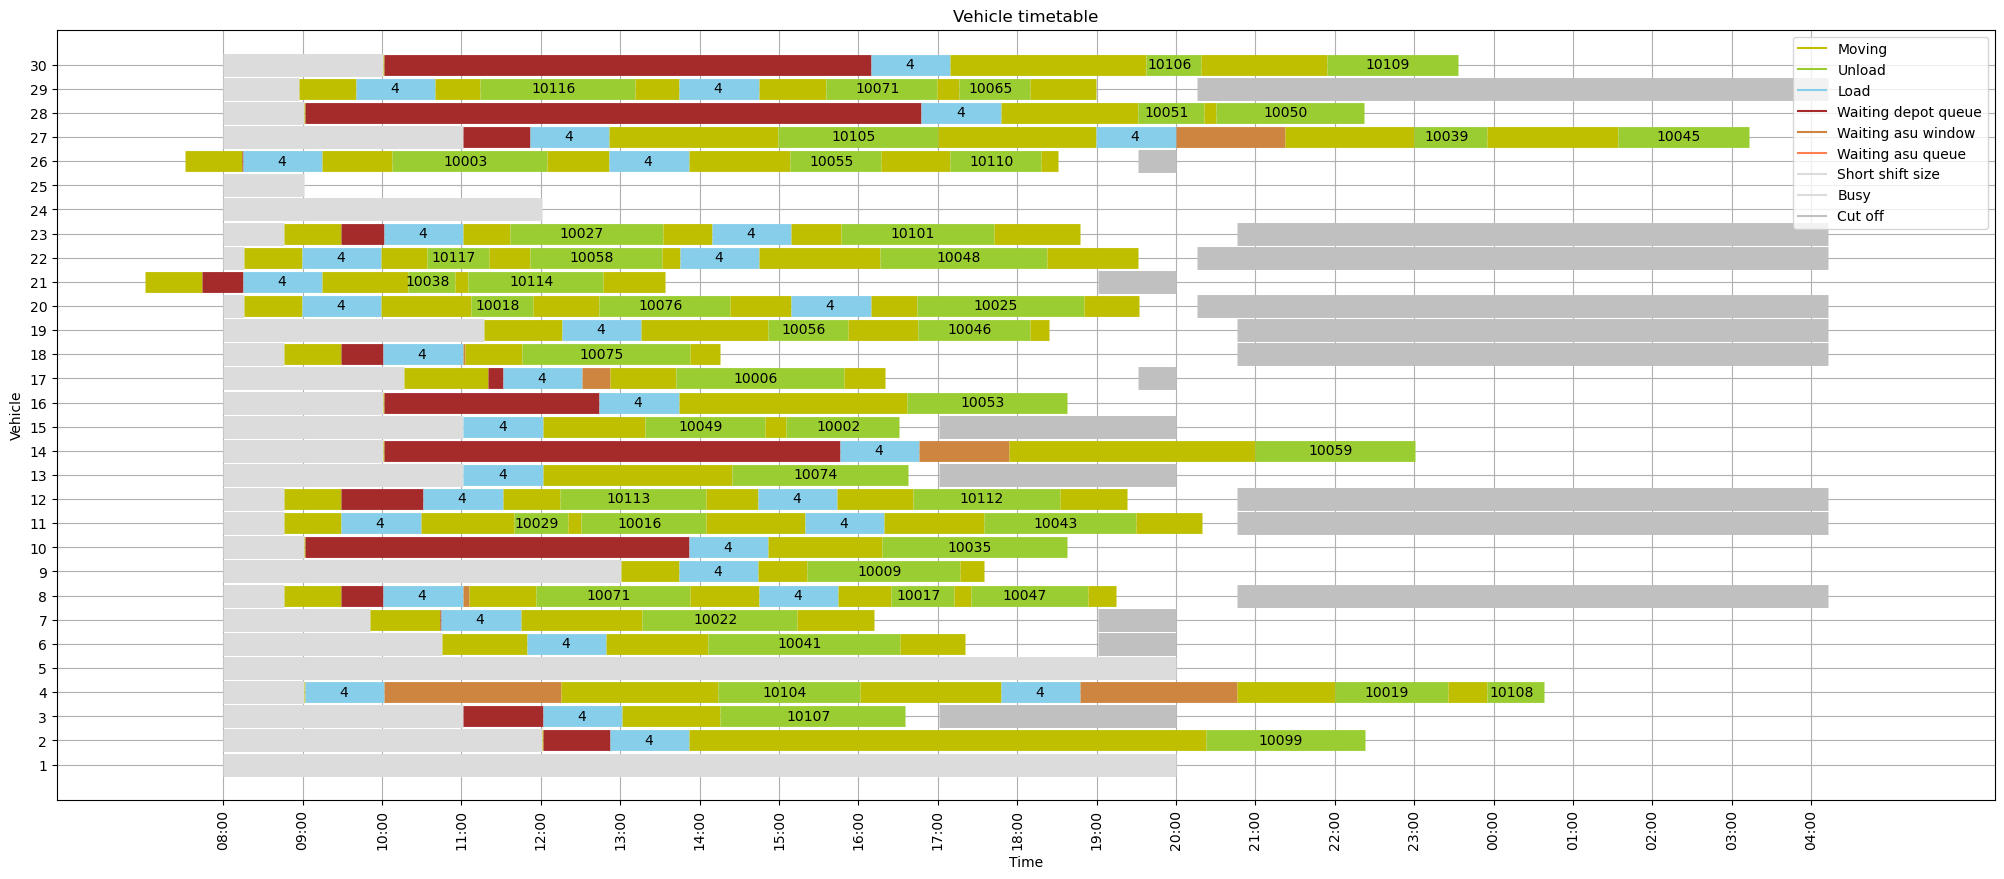 Vehicle timetable
Moving
Unload
Load
Waiting depot queue
Waiting asu window
Waiting asu queue
Short shift size
Busy
Cut off
Vehicle
30 4 10106 10109
29 4 10116 4 10071 10065
28 4 10051 10050
27 4 10105 4 10039 10045
26 4 10003 4 10055 10110
25
24
23 4 10027 4 10101
22 4 10117 10058 4 10048
21 4 10038 10114
20 4 10018 10076 4 10025
19 4 10056 10046
18 4 10075
17 4 10006
16 4 10053
15 4 10049 10002
14 4 10059
13 4 10074
12 4 10113 4 10112
11 4 10029 10016 4 10043
10 4 10035
9 4 10009
8 4 10071 4 10017 10047
7 4 10022
6 4 10041
5
4 4 10104 4 10019 10108
3 4 10107
2 4 10099
1
08:00 09:00 10:00 11:00 12:00 13:00 14:00 15:00 16:00 17:00 18:00 19:00 20:00 21:00 22:00 23:00 00:00 01:00 02:00 03:00 04:00
Time